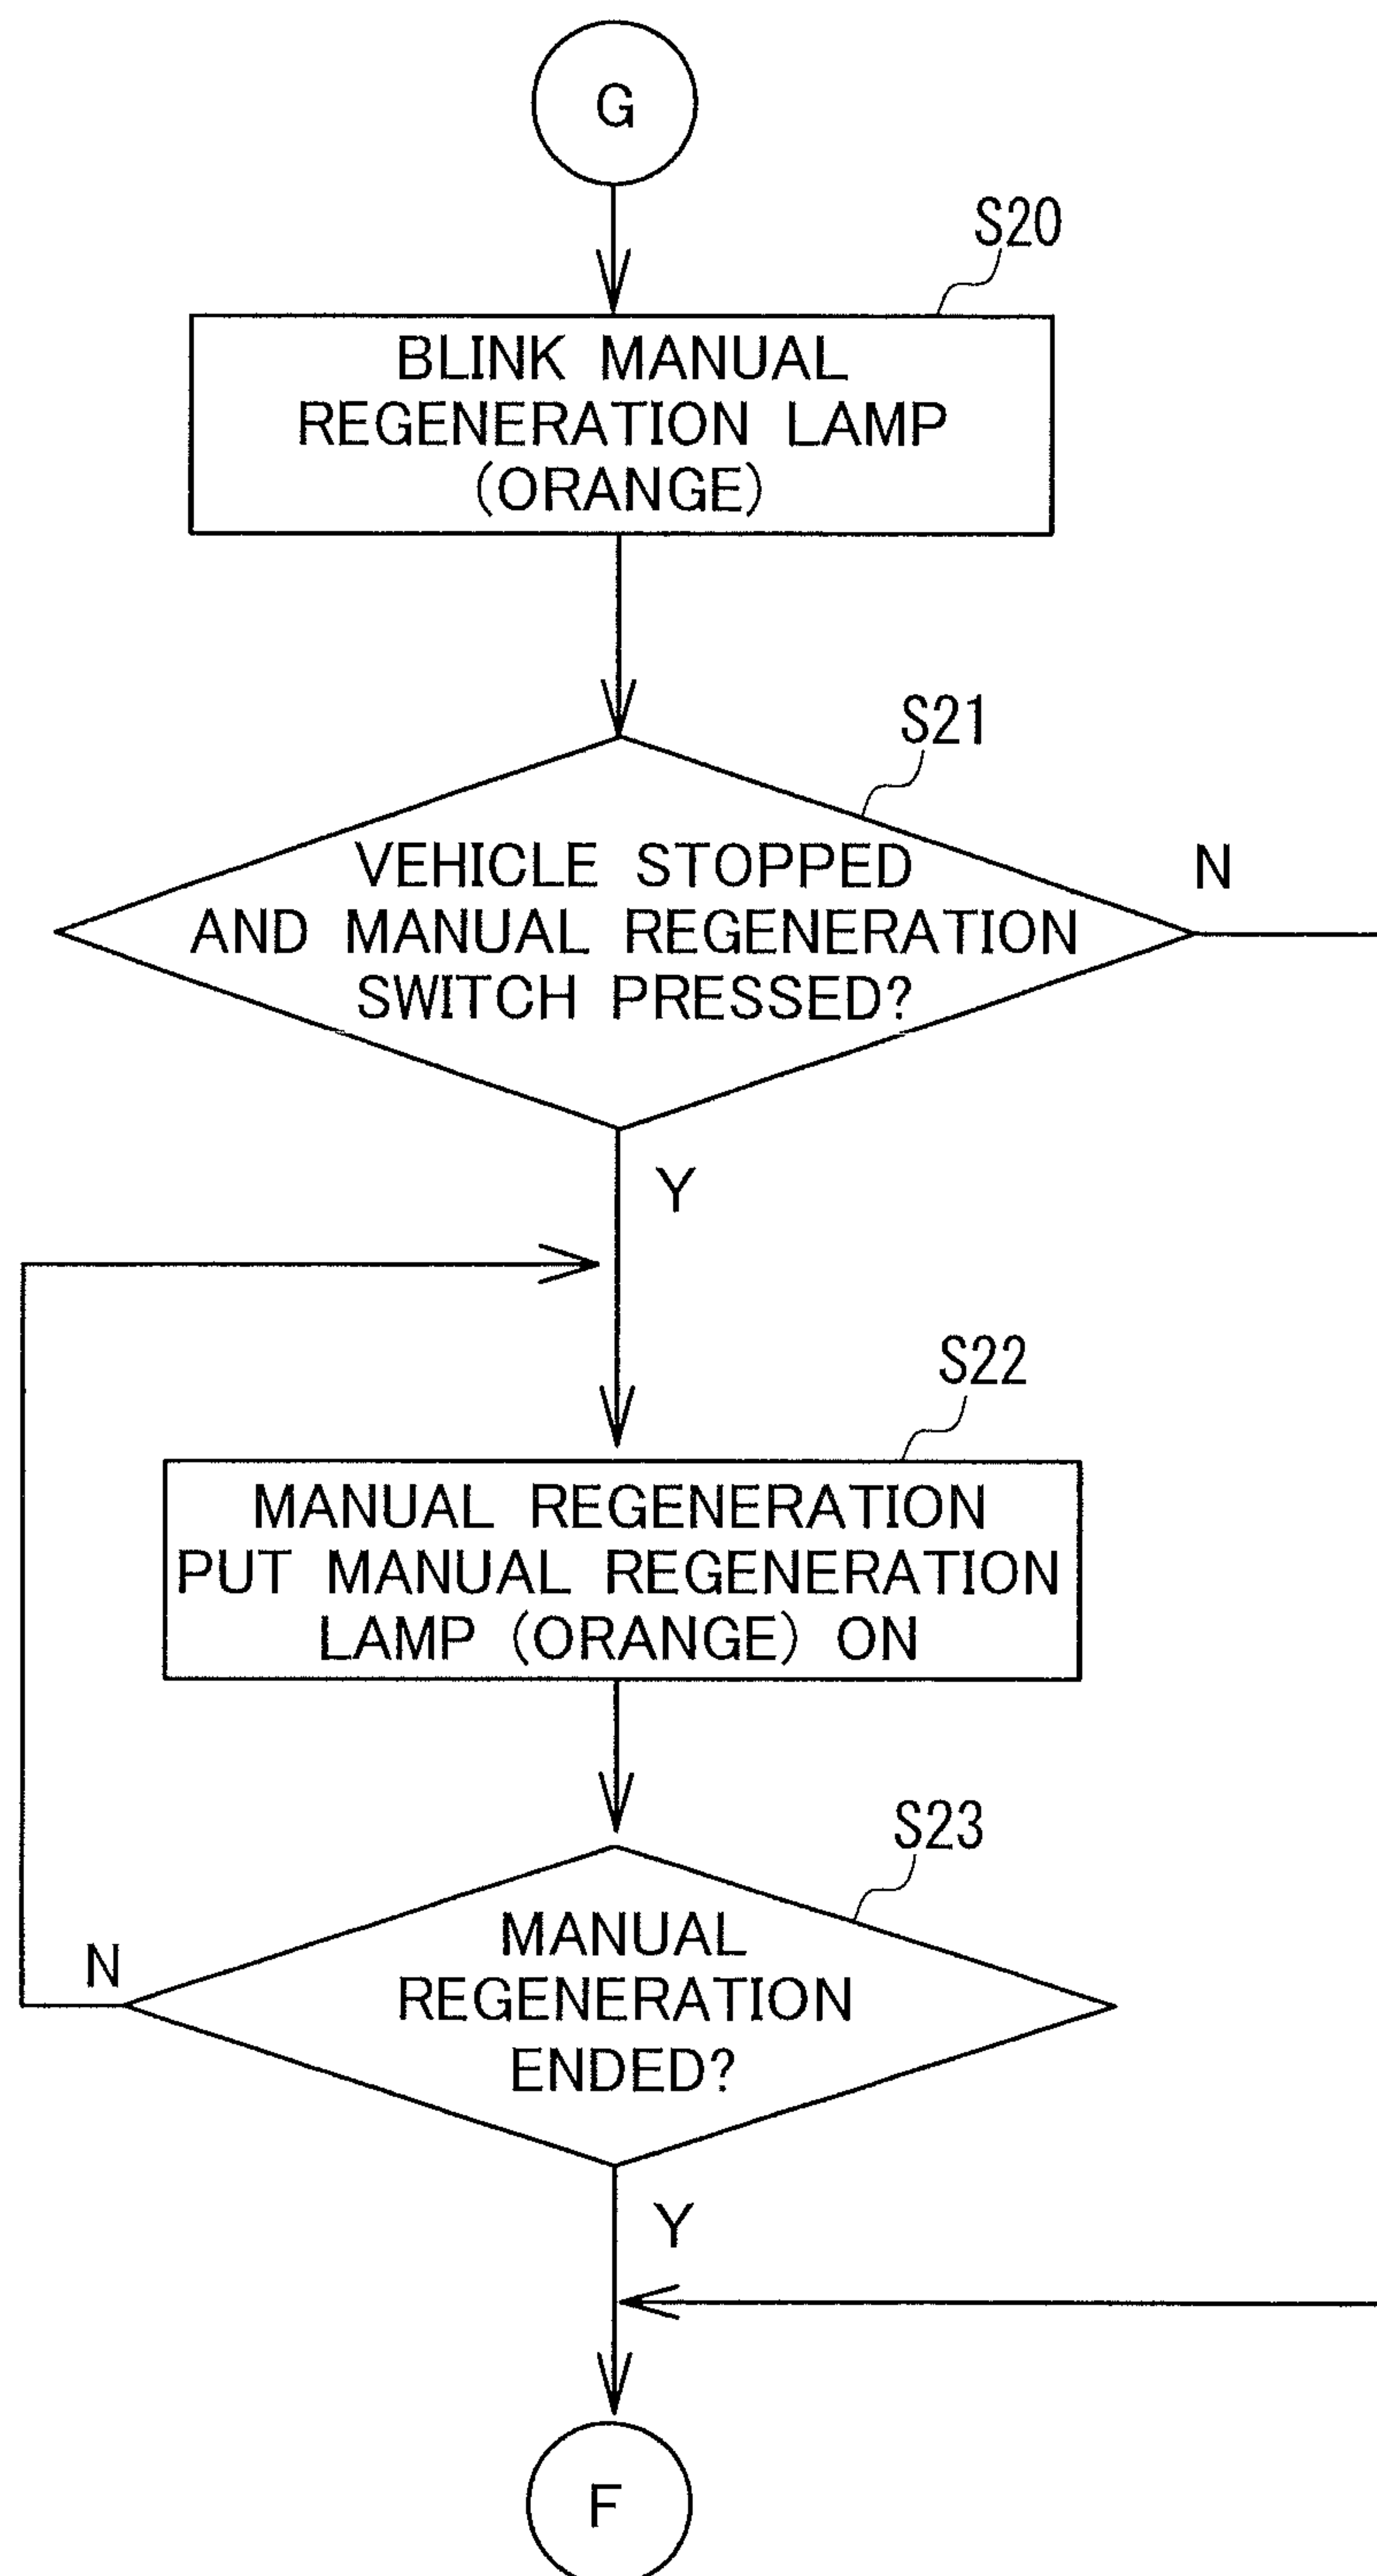 G
S20
BLINK MANUAL
REGENERATION LAMP
(ORANGE)
S21
VEHICLE STOPPED
AND MANUAL REGENERATION
SWITCH PRESSED?
N
Y
S22
MANUAL REGENERATION
PUT MANUAL REGENERATION
LAMP (ORANGE) ON
S23
MANUAL
REGENERATION
ENDED?
N
Y
F